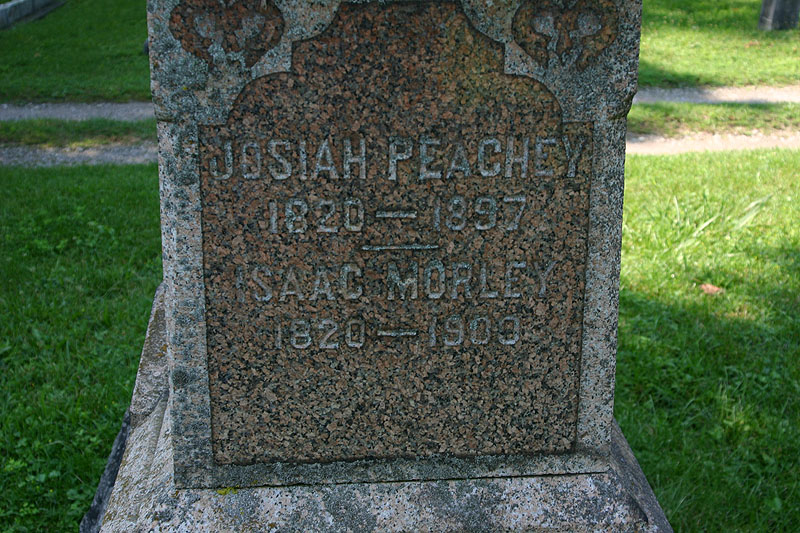 JOSIAH PEACHEY
1820 — 1897
ISAAC MORLEY
1820 — 1900